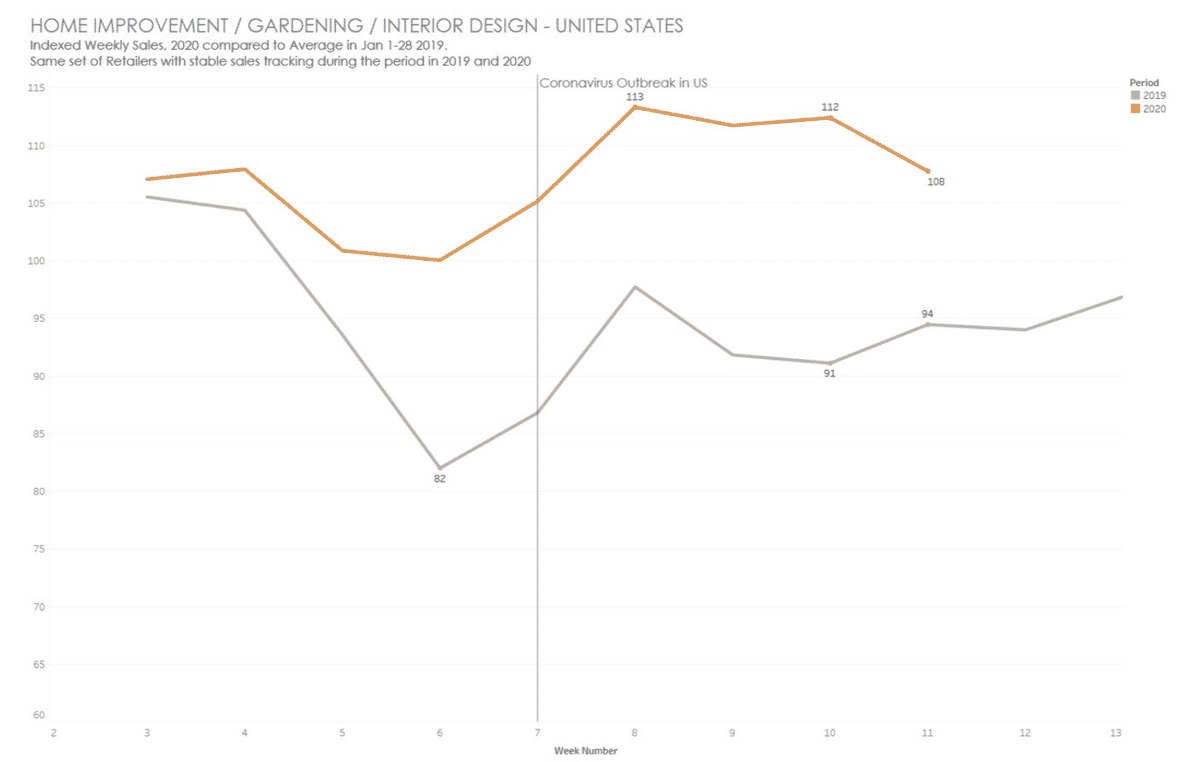 HOME IMPROVEMENT / GARDENING / INTERIOR DESIGN - UNITED STATES
Indexed Weekly Sales. 2020 compared to Average in Jan 1-28 2019.
Same set of Retailers with stable sales tracking during the period in 2019 and 2020
Coronavirus Outbreak in US
Period
2019
2020
115
110
105
100
95
90
85
80
75
70
65
60
113
112
108
94
91
82
2 3 4 5 6 7 8 9 10 11 12 13
Week Number